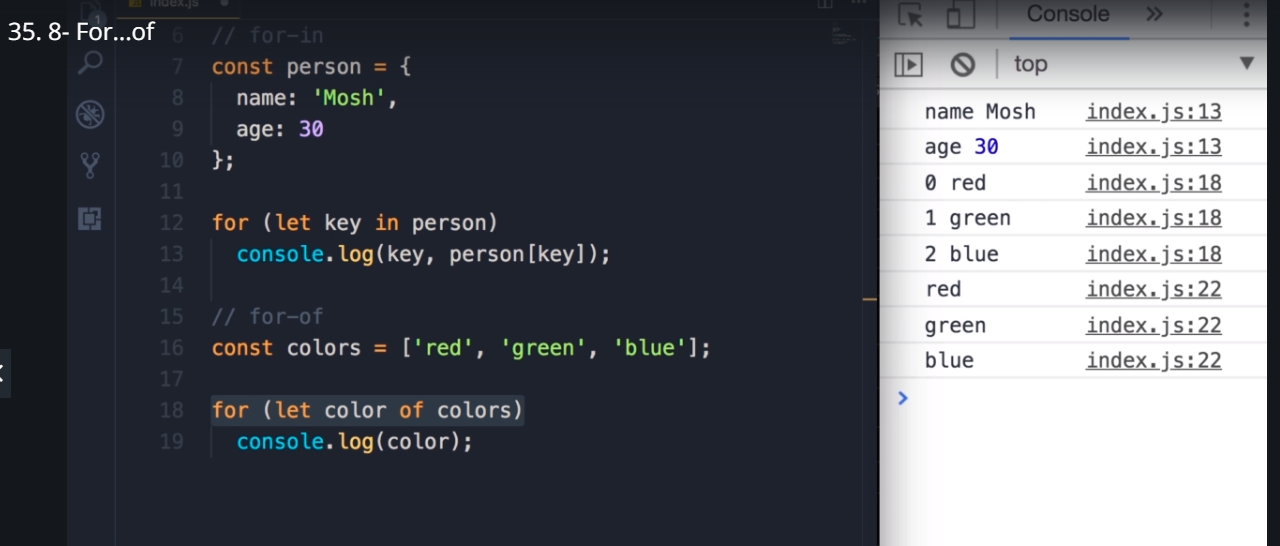 index.js
35. 8- For...of
1
6 // for-in
7 const person = {
8 name: 'Mosh',
9 age: 30
10 };
11
12 for (let key in person)
13 console.log(key, person[key]);
14
15 // for-of
16 const colors = ['red', 'green', 'blue'];
17
18 for (let color of colors)
19 console.log(color);
Console
top
name Mosh index.js:13
age 30 index.js:13
0 red index.js:18
1 green index.js:18
2 blue index.js:18
red index.js:22
green index.js:22
blue index.js:22